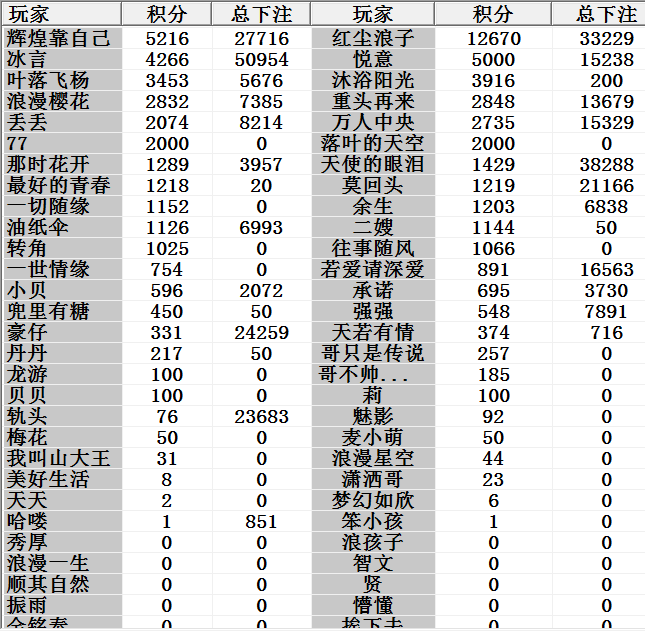 玩家 积分 总下注 玩家 积分 总下注
辉煌靠自己 5216 27716 红尘浪子 12670 33229
冰言 4266 50954 悦意 5000 15238
叶落飞杨 3453 5676 沐浴阳光 3916 200
浪漫樱花 2832 7385 重头再来 2848 13679
丢丢 2074 8214 万人中央 2735 15329
77 2000 0 落叶的天空 2000 0
那时花开 1289 3957 天使的眼泪 1429 38288
最好的青春 1218 20 莫回头 1219 21166
一切随缘 1152 0 余生 1203 6838
油纸伞 1126 6993 二嫂 1144 50
转角 1025 0 往事随风 1066 0
一世情缘 754 0 若爱请深爱 891 16563
小贝 596 2072 承诺 695 3730
兜里有糖 450 50 强强 548 7891
豪仔 331 24259 天若有情 374 716
丹丹 217 50 哥只是传说 257 0
龙游 100 0 哥不帅... 185 0
贝贝 100 0 莉 100 0
轨头 76 23683 魅影 92 0
梅花 50 0 麦小萌 50 0
我叫山大王 31 0 浪漫星空 44 0
美好生活 8 0 潇洒哥 23 0
天天 2 0 梦幻如欣 6 0
哈喽 1 851 笨小孩 1 0
秀厚 0 0 浪孩子 0 0
浪漫一生 0 0 智文 0 0
顺其自然 0 0 贤 0 0
振雨 0 0 懵懂 0 0
0 0 0 0